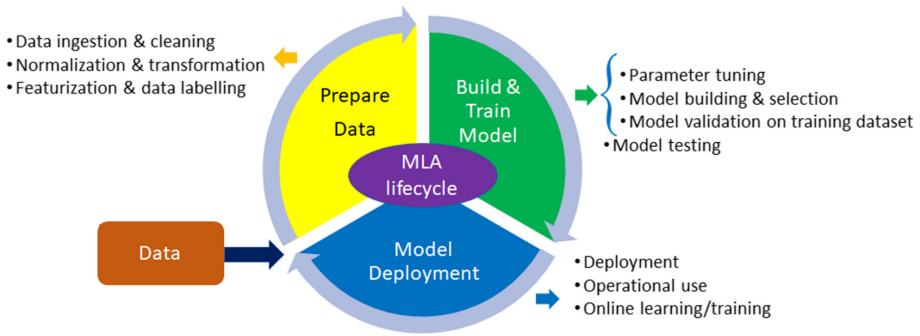 • Data ingestion & cleaning
• Normalization & transformation
• Featurization & data labelling
Prepare
Data
Build &
Train
Model
• Parameter tuning
• Model building & selection
• Model validation on training dataset
• Model testing
MLA
lifecycle
Data
Model
Deployment
• Deployment
• Operational use
• Online learning/training